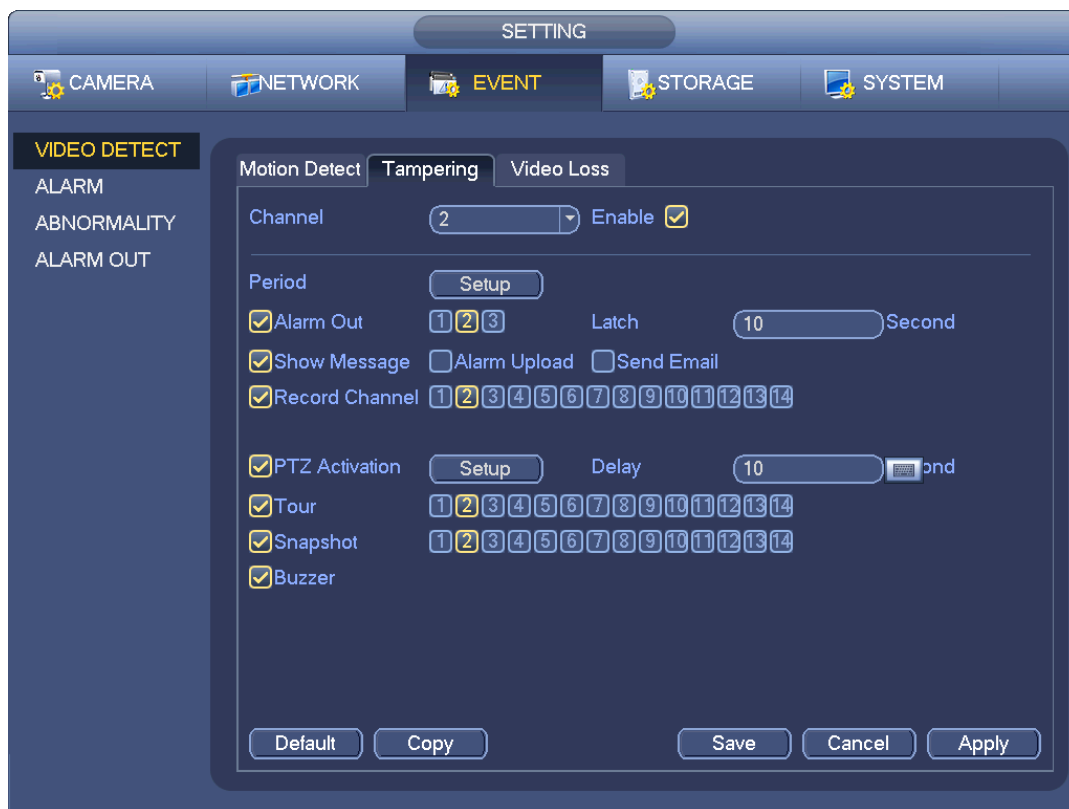 SETTING
CAMERA NETWORK EVENT STORAGE SYSTEM
VIDEO DETECT
ALARM
ABNORMALITY
ALARM OUT
Motion Detect Tampering Video Loss
Channel 2 Enable
Period Setup
Alarm Out 1 2 3 Latch 10 Second
Show Message Alarm Upload Send Email
Record Channel 1 2 3 4 5 6 7 8 9 10 11 12 13 14
PTZ Activation Setup Delay 10 ond
Tour 1 2 3 4 5 6 7 8 9 10 11 12 13 14
Snapshot 1 2 3 4 5 6 7 8 9 10 11 12 13 14
Buzzer
Default Copy Save Cancel Apply